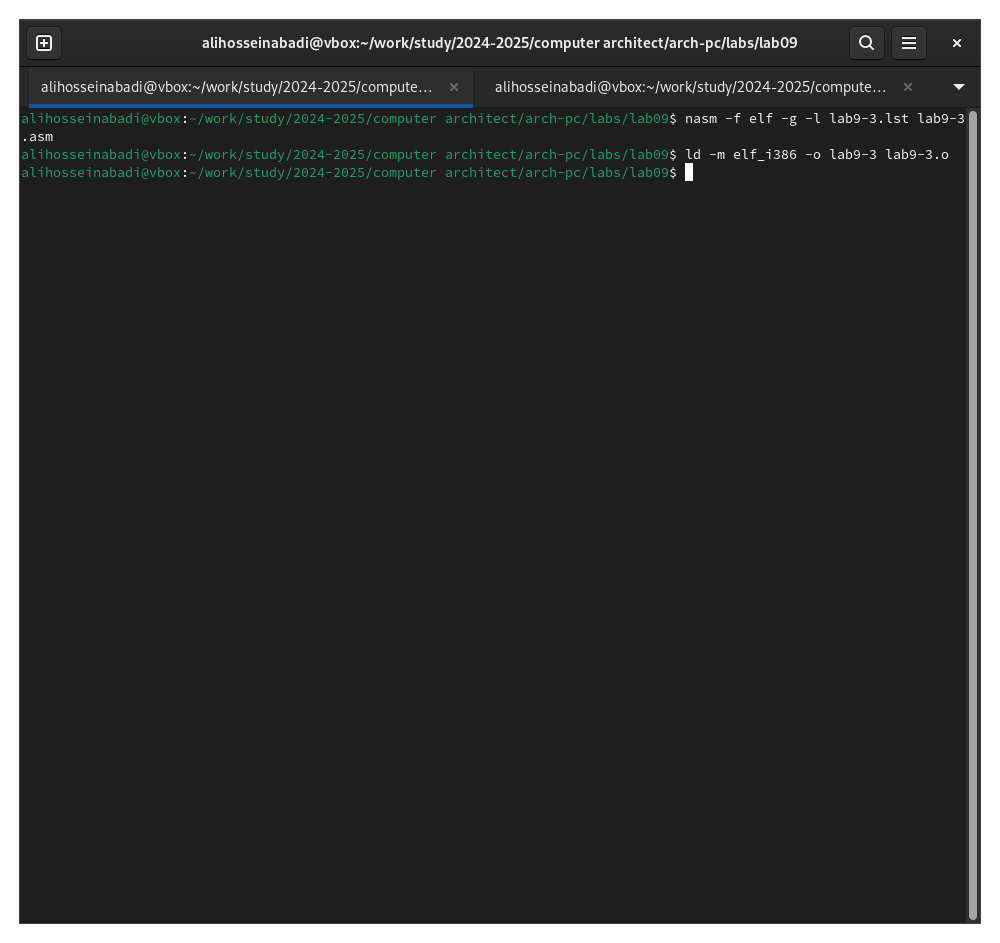 alihosseinabadi@vbox:~/work/study/2024-2025/computer architect/arch-pc/labs/lab09
alihosseinabadi@vbox:~/work/study/2024-2025/compute…
alihosseinabadi@vbox:~/work/study/2024-2025/compute…
alihosseinabadi@vbox:~/work/study/2024-2025/computer architect/arch-pc/labs/lab09$ nasm -f elf -g -l lab9-3.lst lab9-3
.asm
alihosseinabadi@vbox:~/work/study/2024-2025/computer architect/arch-pc/labs/lab09$ ld -m elf_i386 -o lab9-3 lab9-3.o
alihosseinabadi@vbox:~/work/study/2024-2025/computer architect/arch-pc/labs/lab09$